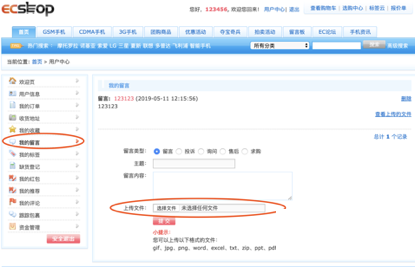 ECSHOP
您好，123456, 欢迎您回来! 用户中心| 退出
查看购物车 | 选购中心 | 标签云 | 报价单
首页 GSM手机 CDMA手机 3G手机 团购商品 优惠活动 夺宝奇兵 拍卖活动 留言板 EC论坛 手机资讯
热门搜索 : 摩托罗拉 诺基亚 索爱 LG 三星 夏新 联想 多普达 飞利浦 智能手机
所有分类
高级搜索
当前位置: 首页 > 用户中心
欢迎页
用户信息
我的订单
收货地址
我的收藏
我的留言
我的标签
缺货登记
我的红包
我的推荐
我的评论
跟踪包裹
资金管理
安全退出
我的留言
留言: 123123 (2019-05-11 12:15:56)
删除
123123
查看上传的文件
总计 1 个记录
留言类型: 留言 投诉 询问 售后 求购
主题:
留言内容:
上传文件: 选择文件 未选择任何文件
提交
小提示:
您可以上传以下格式的文件:
gif、jpg、png、word、excel、txt、zip、ppt、pdf